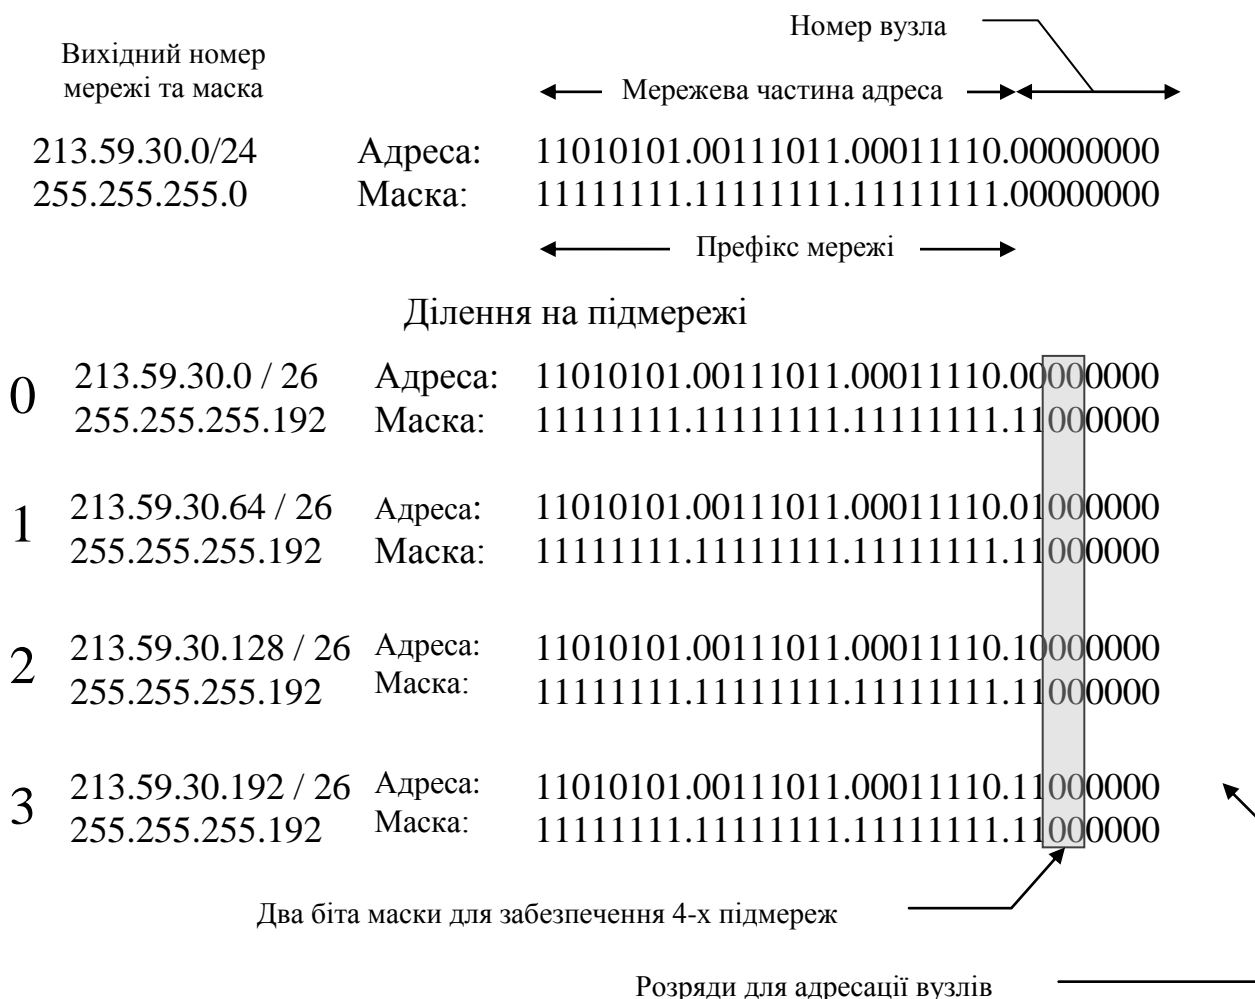 Номер вузла
Вихідний номер
мережі та маска
Мережева частина адреса
213.59.30.0/24 Адреса: 11010101.00111011.00011110.00000000
255.255.255.0 Маска: 11111111.11111111.11111111.00000000
Префікс мережі
Ділення на підмережі
0
213.59.30.0 / 26 Адреса: 11010101.00111011.00011110.00000000
255.255.255.192 Маска: 11111111.11111111.11111111.11000000
1
213.59.30.64 / 26 Адреса: 11010101.00111011.00011110.01000000
255.255.255.192 Маска: 11111111.11111111.11111111.11000000
2
213.59.30.128 / 26 Адреса: 11010101.00111011.00011110.10000000
255.255.255.192 Маска: 11111111.11111111.11111111.11000000
3
213.59.30.192 / 26 Адреса: 11010101.00111011.00011110.11000000
255.255.255.192 Маска: 11111111.11111111.11111111.11000000
Два біта маски для забезпечення 4-х підмереж
Розряди для адресації вузлів